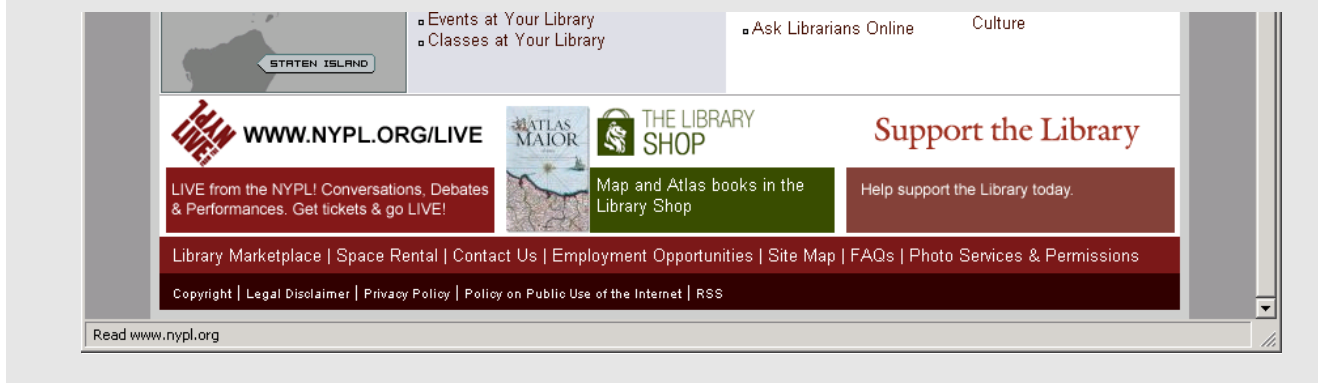 Events at Your Library
Classes at Your Library
Ask Librarians Online
Culture
STATEN ISLAND
LIVE
NYPL
WWW.NYPL.ORG/LIVE
ATLAS
MAIOR
THE LIBRARY
SHOP
Support the Library
LIVE from the NYPL! Conversations, Debates
& Performances. Get tickets & go LIVE!
Map and Atlas books in the
Library Shop
Help support the Library today.
Library Marketplace | Space Rental | Contact Us | Employment Opportunities | Site Map | FAQs | Photo Services & Permissions
Copyright | Legal Disclaimer | Privacy Policy | Policy on Public Use of the Internet | RSS
Read www.nypl.org